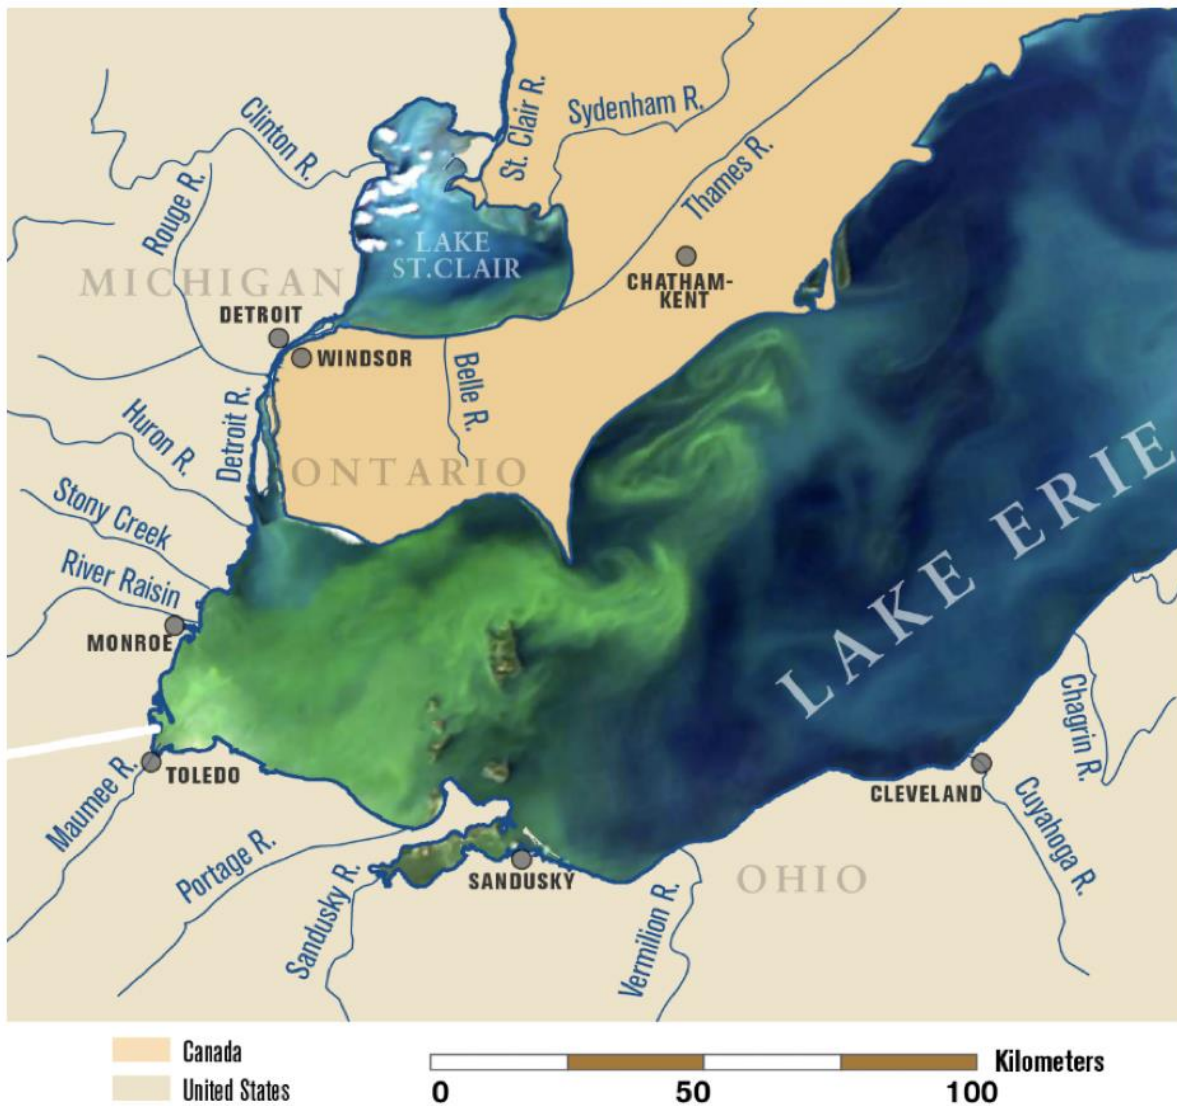 St. Clair R.
Sydenham R.
Clinton R.
Thames R.
Rouge R.
LAKE
ST.CLAIR
MICHIGAN
CHATHAM-
KENT
DETROIT
WINDSOR
Belle R.
Detroit R.
Huron R.
ONTARIO
Stony Creek
LAKE ERIE
River Raisin
MONROE
Chagrin R.
TOLEDO
Maumee R.
CLEVELAND
Cuyahoga R.
Portage R.
SANDUSKY
OHIO
Sandusky R.
Vermilion R.
Canada
United States
Kilometers
0 50 100